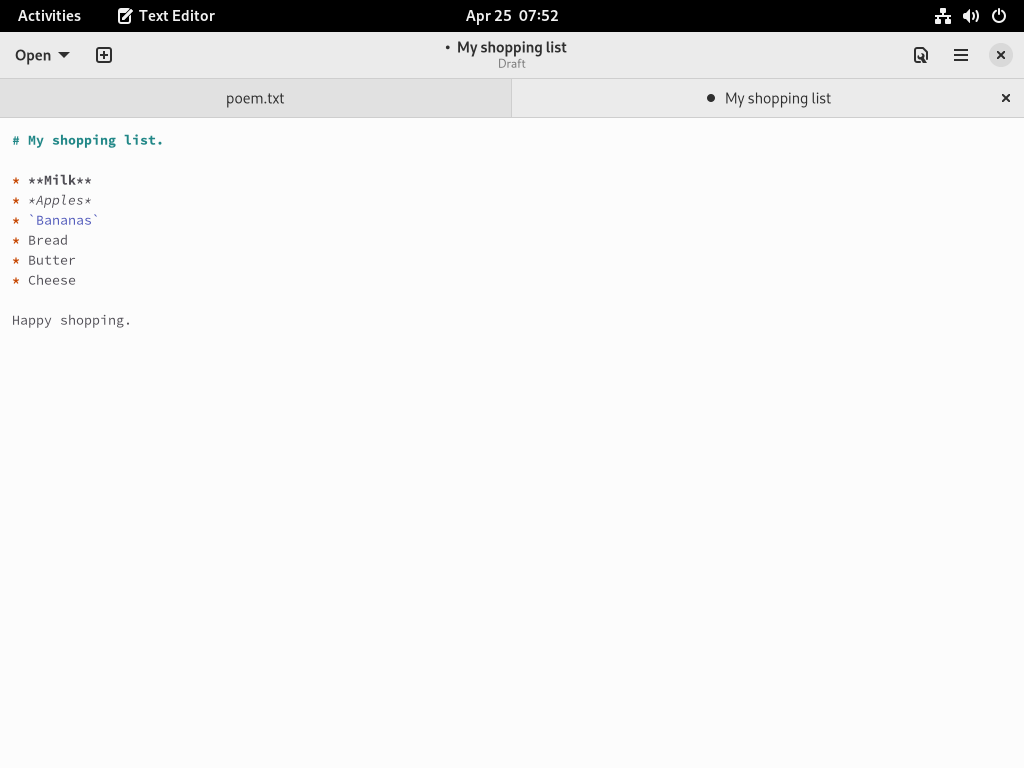 Activities Text Editor Apr 25 07:52
Open • My shopping list
Draft
poem.txt ● My shopping list
# My shopping list.

* **Milk**
* *Apples*
* `Bananas`
* Bread
* Butter
* Cheese

Happy shopping.